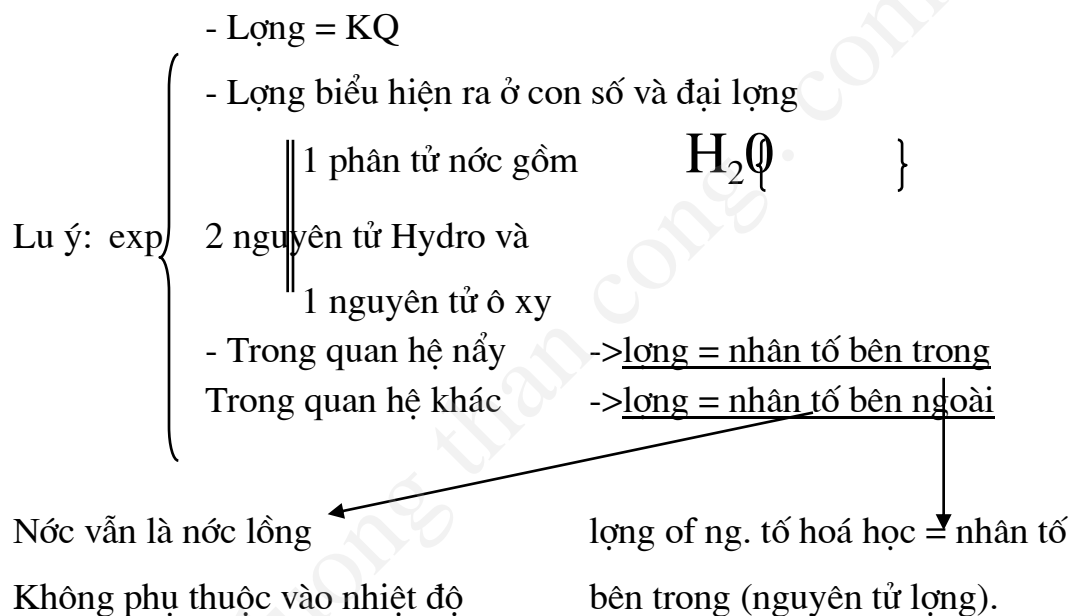 - Lợng = KQ
- Lợng biểu hiện ra ở con số và đại lợng
1 phân tử nớc gồm H₂0 { }
Lu ý: exp 2 nguyên tử Hydro và
1 nguyên tử ô xy
- Trong quan hệ nẩy ->lợng = nhân tố bên trong
Trong quan hệ khác ->lợng = nhân tố bên ngoài
Nớc vẫn là nớc lồng lợng of ng. tố hoá học = nhân tố
Không phụ thuộc vào nhiệt độ bên trong (nguyên tử lợng).